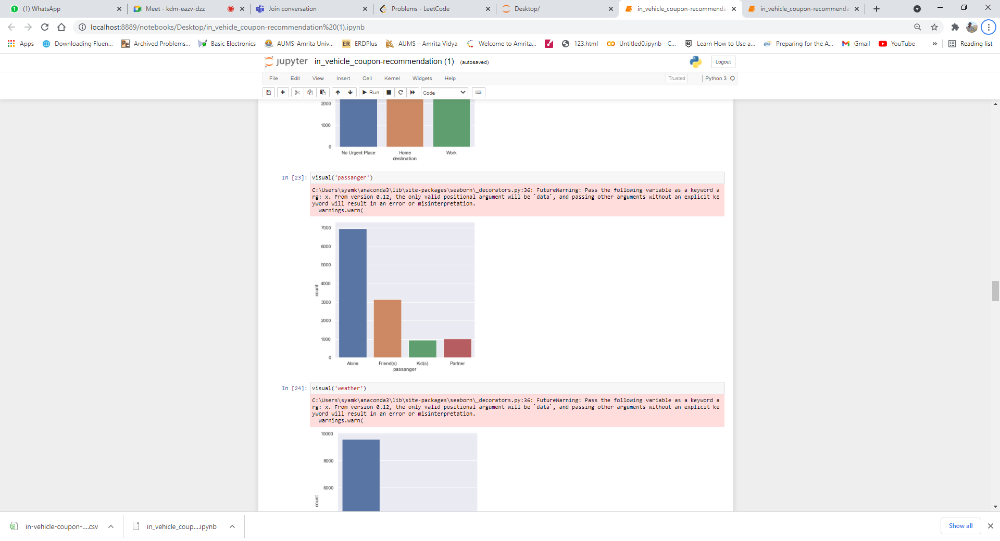 (1) WhatsApp
Meet - kdm-eazv-dzz
Join conversation
Problems - LeetCode
Desktop/
in_vehicle_coupon-recommenda
in_vehicle_coupon-recommenda
localhost:8889/notebooks/Desktop/in_vehicle_coupon-recommendation%20(1).ipynb
Apps
Downloading Fluen...
Archived Problems...
Basic Electronics
AUMS-Amrita Univ...
ER ERDPlus
AUMS – Amrita Vidya
Welcome to Amrita...
123.html
Untitled0.ipynb - C...
Learn How to Use a...
Preparing for the A...
Gmail
YouTube
»
Reading list
jupyter in_vehicle_coupon-recommendation (1) (autosaved)
Logout
File Edit View Insert Cell Kernel Widgets Help
Trusted
Python 3
Run
Code
2000
1000
0
No Urgent Place Home Work
destination
In [23]: visual('passanger')
C:\Users\syamk\anaconda3\lib\site-packages\seaborn\_decorators.py:36: FutureWarning: Pass the following variable as a keyword a
rg: x. From version 0.12, the only valid positional argument will be `data`, and passing other arguments without an explicit ke
yword will result in an error or misinterpretation.
warnings.warn(
7000
6000
5000
4000
3000
2000
1000
0
count
Alone Friend(s) Kid(s) Partner
passanger
In [24]: visual('weather')
C:\Users\syamk\anaconda3\lib\site-packages\seaborn\_decorators.py:36: FutureWarning: Pass the following variable as a keyword a
rg: x. From version 0.12, the only valid positional argument will be `data`, and passing other arguments without an explicit ke
yword will result in an error or misinterpretation.
warnings.warn(
10000
8000
6000
count
in-vehicle-coupon-....csv
in_vehicle_coup....ipynb
Show all